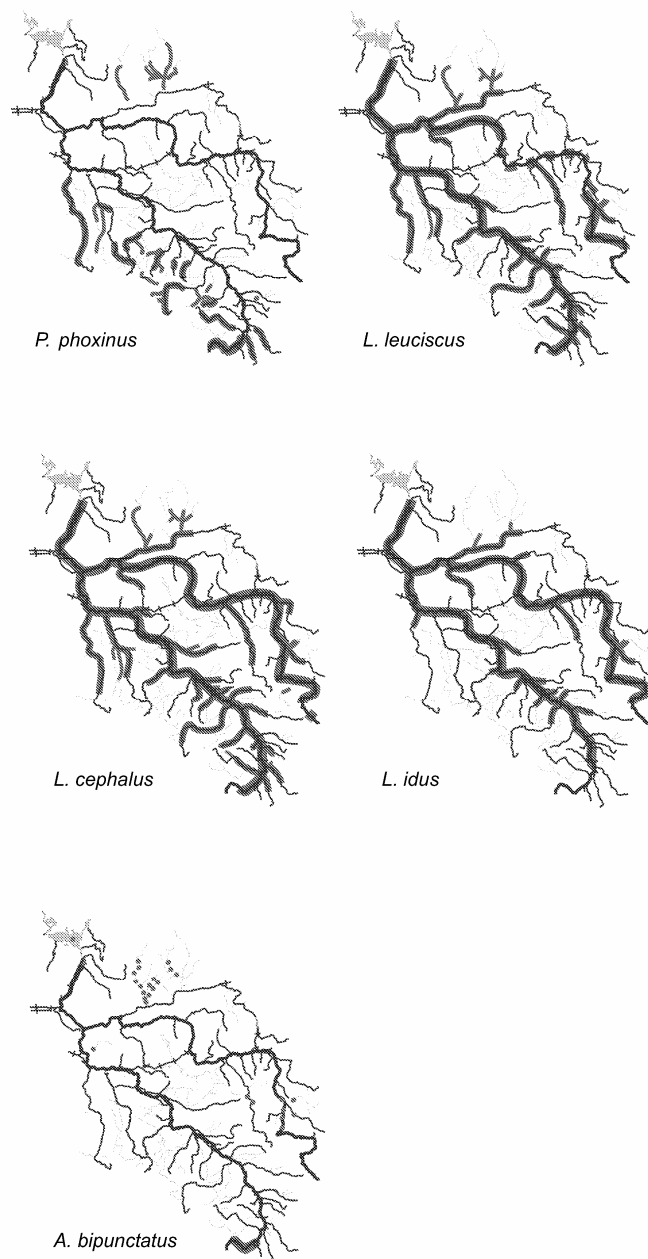 P. phoxinus
L. leuciscus
L. cephalus
L. idus
A. bipunctatus